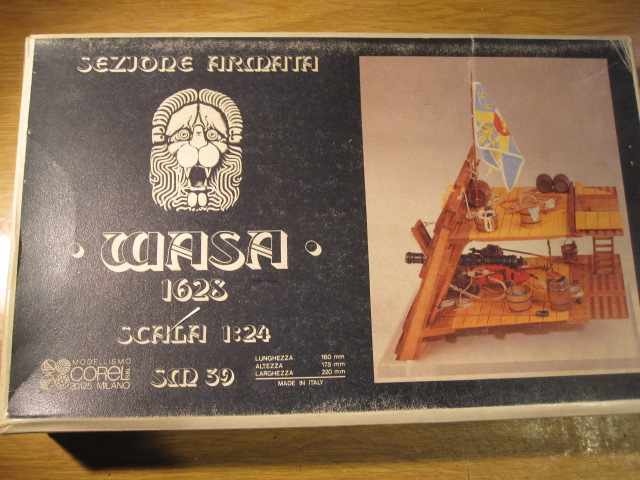 SEZIONE ARMATA
• WASA •
1628
SCALA 1:24
SM 39
MODELLISMO
COREL SRL
20125 MILANO
LUNGHEZZA 160 mm
ALTEZZA 175 mm
LARGHEZZA 220 mm
MADE IN ITALY